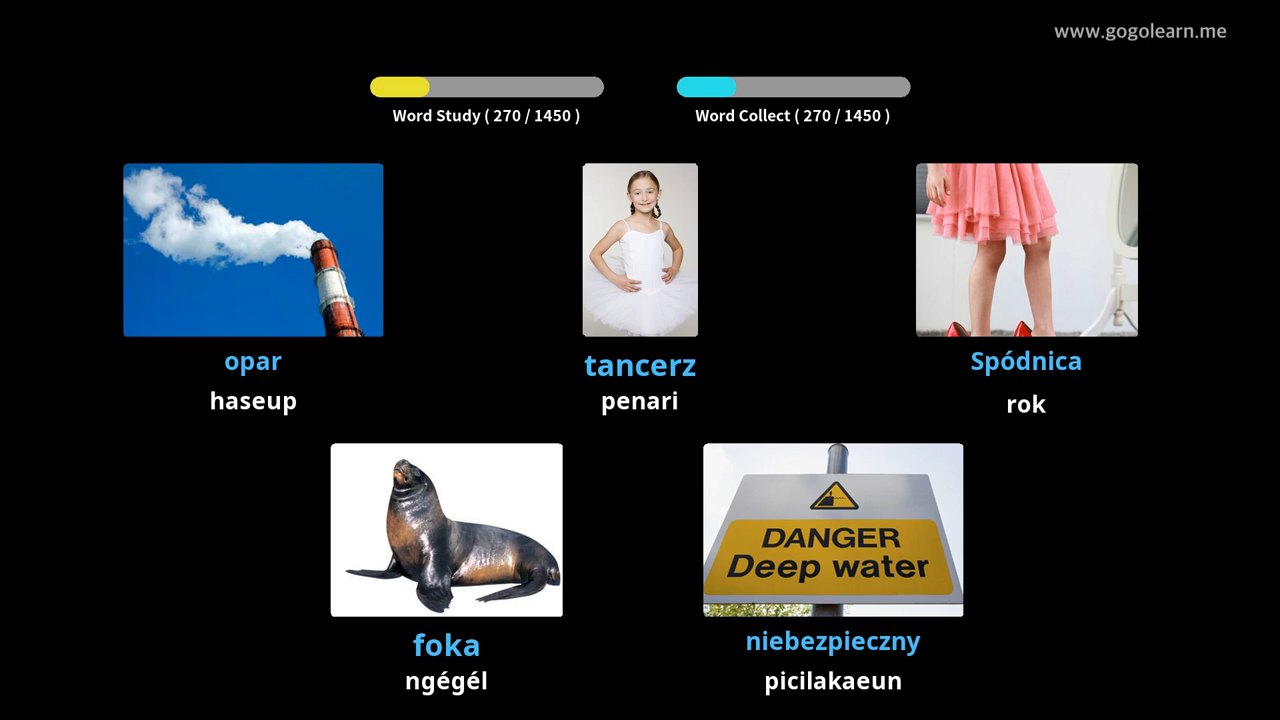 www.gogolearn.me
Word Study ( 270 / 1450 )
Word Collect ( 270 / 1450 )
opar
haseup
tancerz
penari
Spódnica
rok
foka
ngégél
DANGER
Deep water
niebezpieczny
picilakaeun